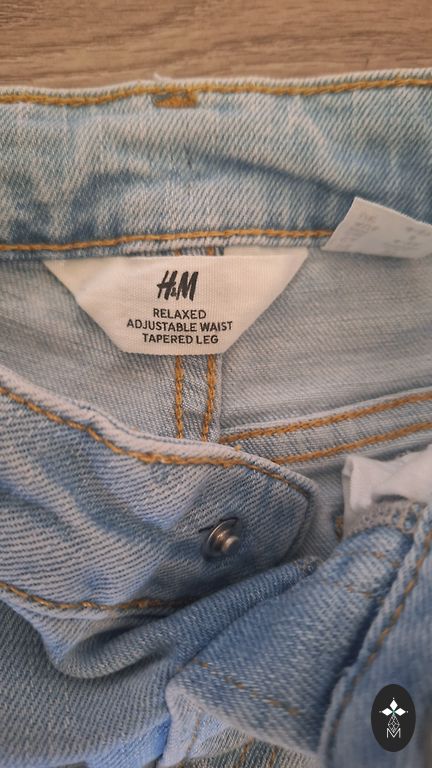 H&M
RELAXED
ADJUSTABLE WAIST
TAPERED LEG